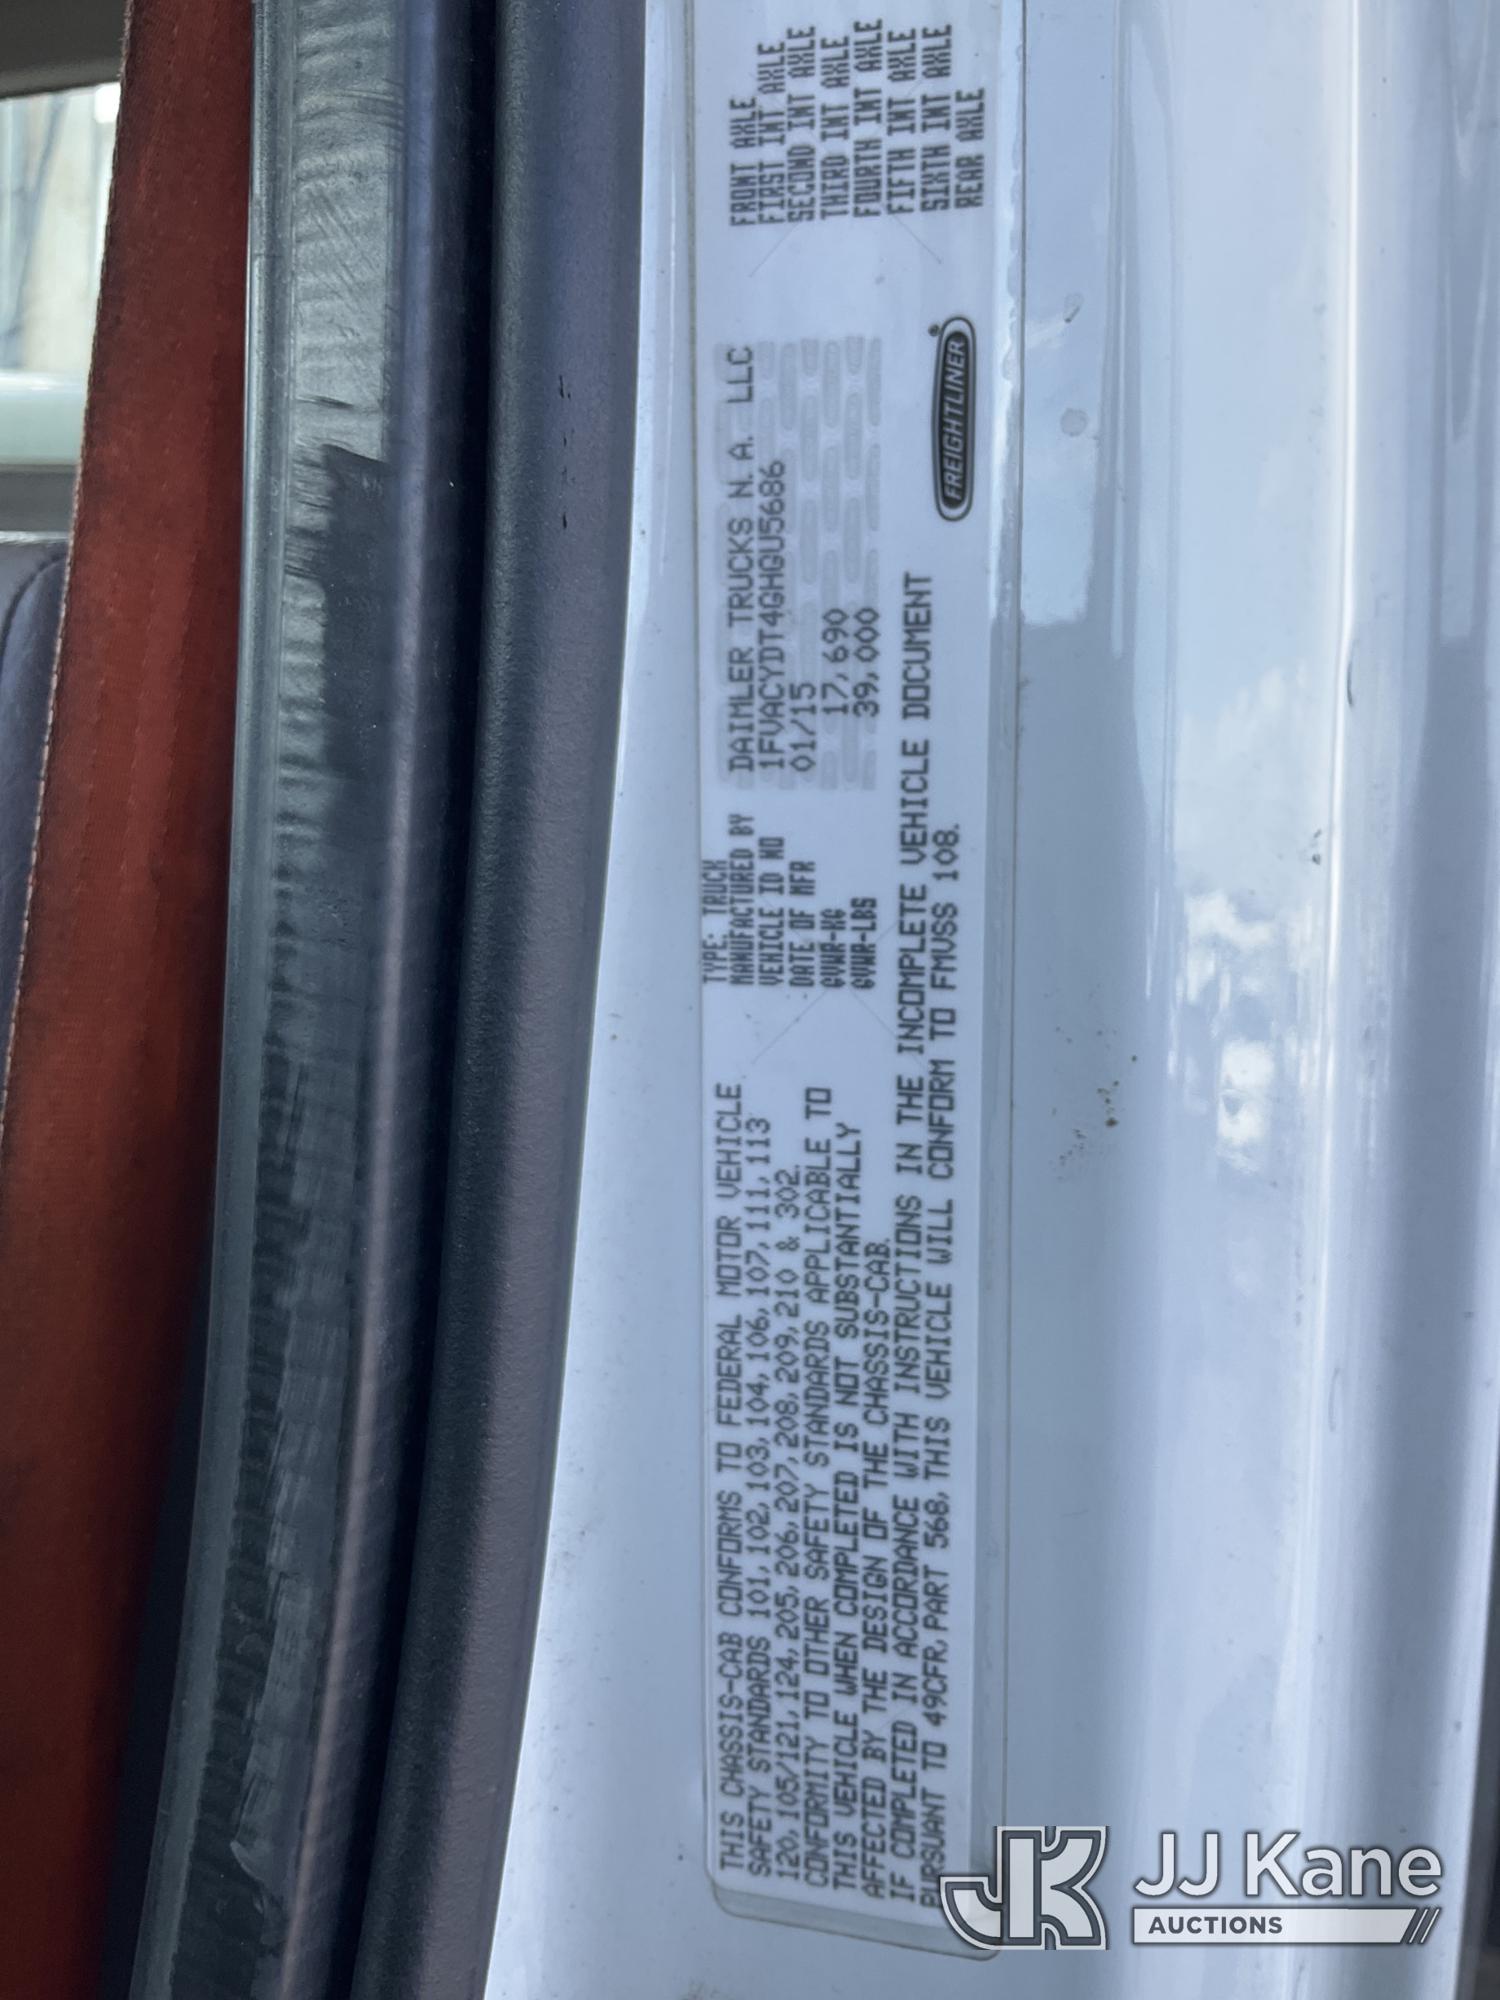 THIS CHASSIS-CAB CONFORMS TO FEDERAL MOTOR VEHICLE
SAFETY STANDARDS 101, 102, 103, 104, 106, 107, 111, 113
120, 105/121, 124, 205, 206, 207, 208, 209, 210 & 302.
CONFORMITY TO OTHER SAFETY STANDARDS APPLICABLE TO
THIS VEHICLE WHEN COMPLETED IS NOT SUBSTANTIALLY
AFFECTED BY THE DESIGN OF THE CHASSIS-CAB.
IF COMPLETED IN ACCORDANCE WITH INSTRUCTIONS IN THE INCOMPLETE VEHICLE DOCUMENT
PURSUANT TO 49CFR, PART 568, THIS VEHICLE WILL CONFORM TO FMVSS 108.
TYPE: TRUCK
MANUFACTURED BY DAIMLER TRUCKS N.A. LLC
VEHICLE ID NO 1FVACYDT4GHGU5686
DATE OF MFR 01/15
GVWR-KG 17,690
GVWR-LBS 39,000
FREIGHTLINER®
FRONT AXLE
FIRST INT AXLE
SECOND INT AXLE
THIRD INT AXLE
FOURTH INT AXLE
FIFTH INT AXLE
SIXTH INT AXLE
REAR AXLE
JK JJ Kane
AUCTIONS